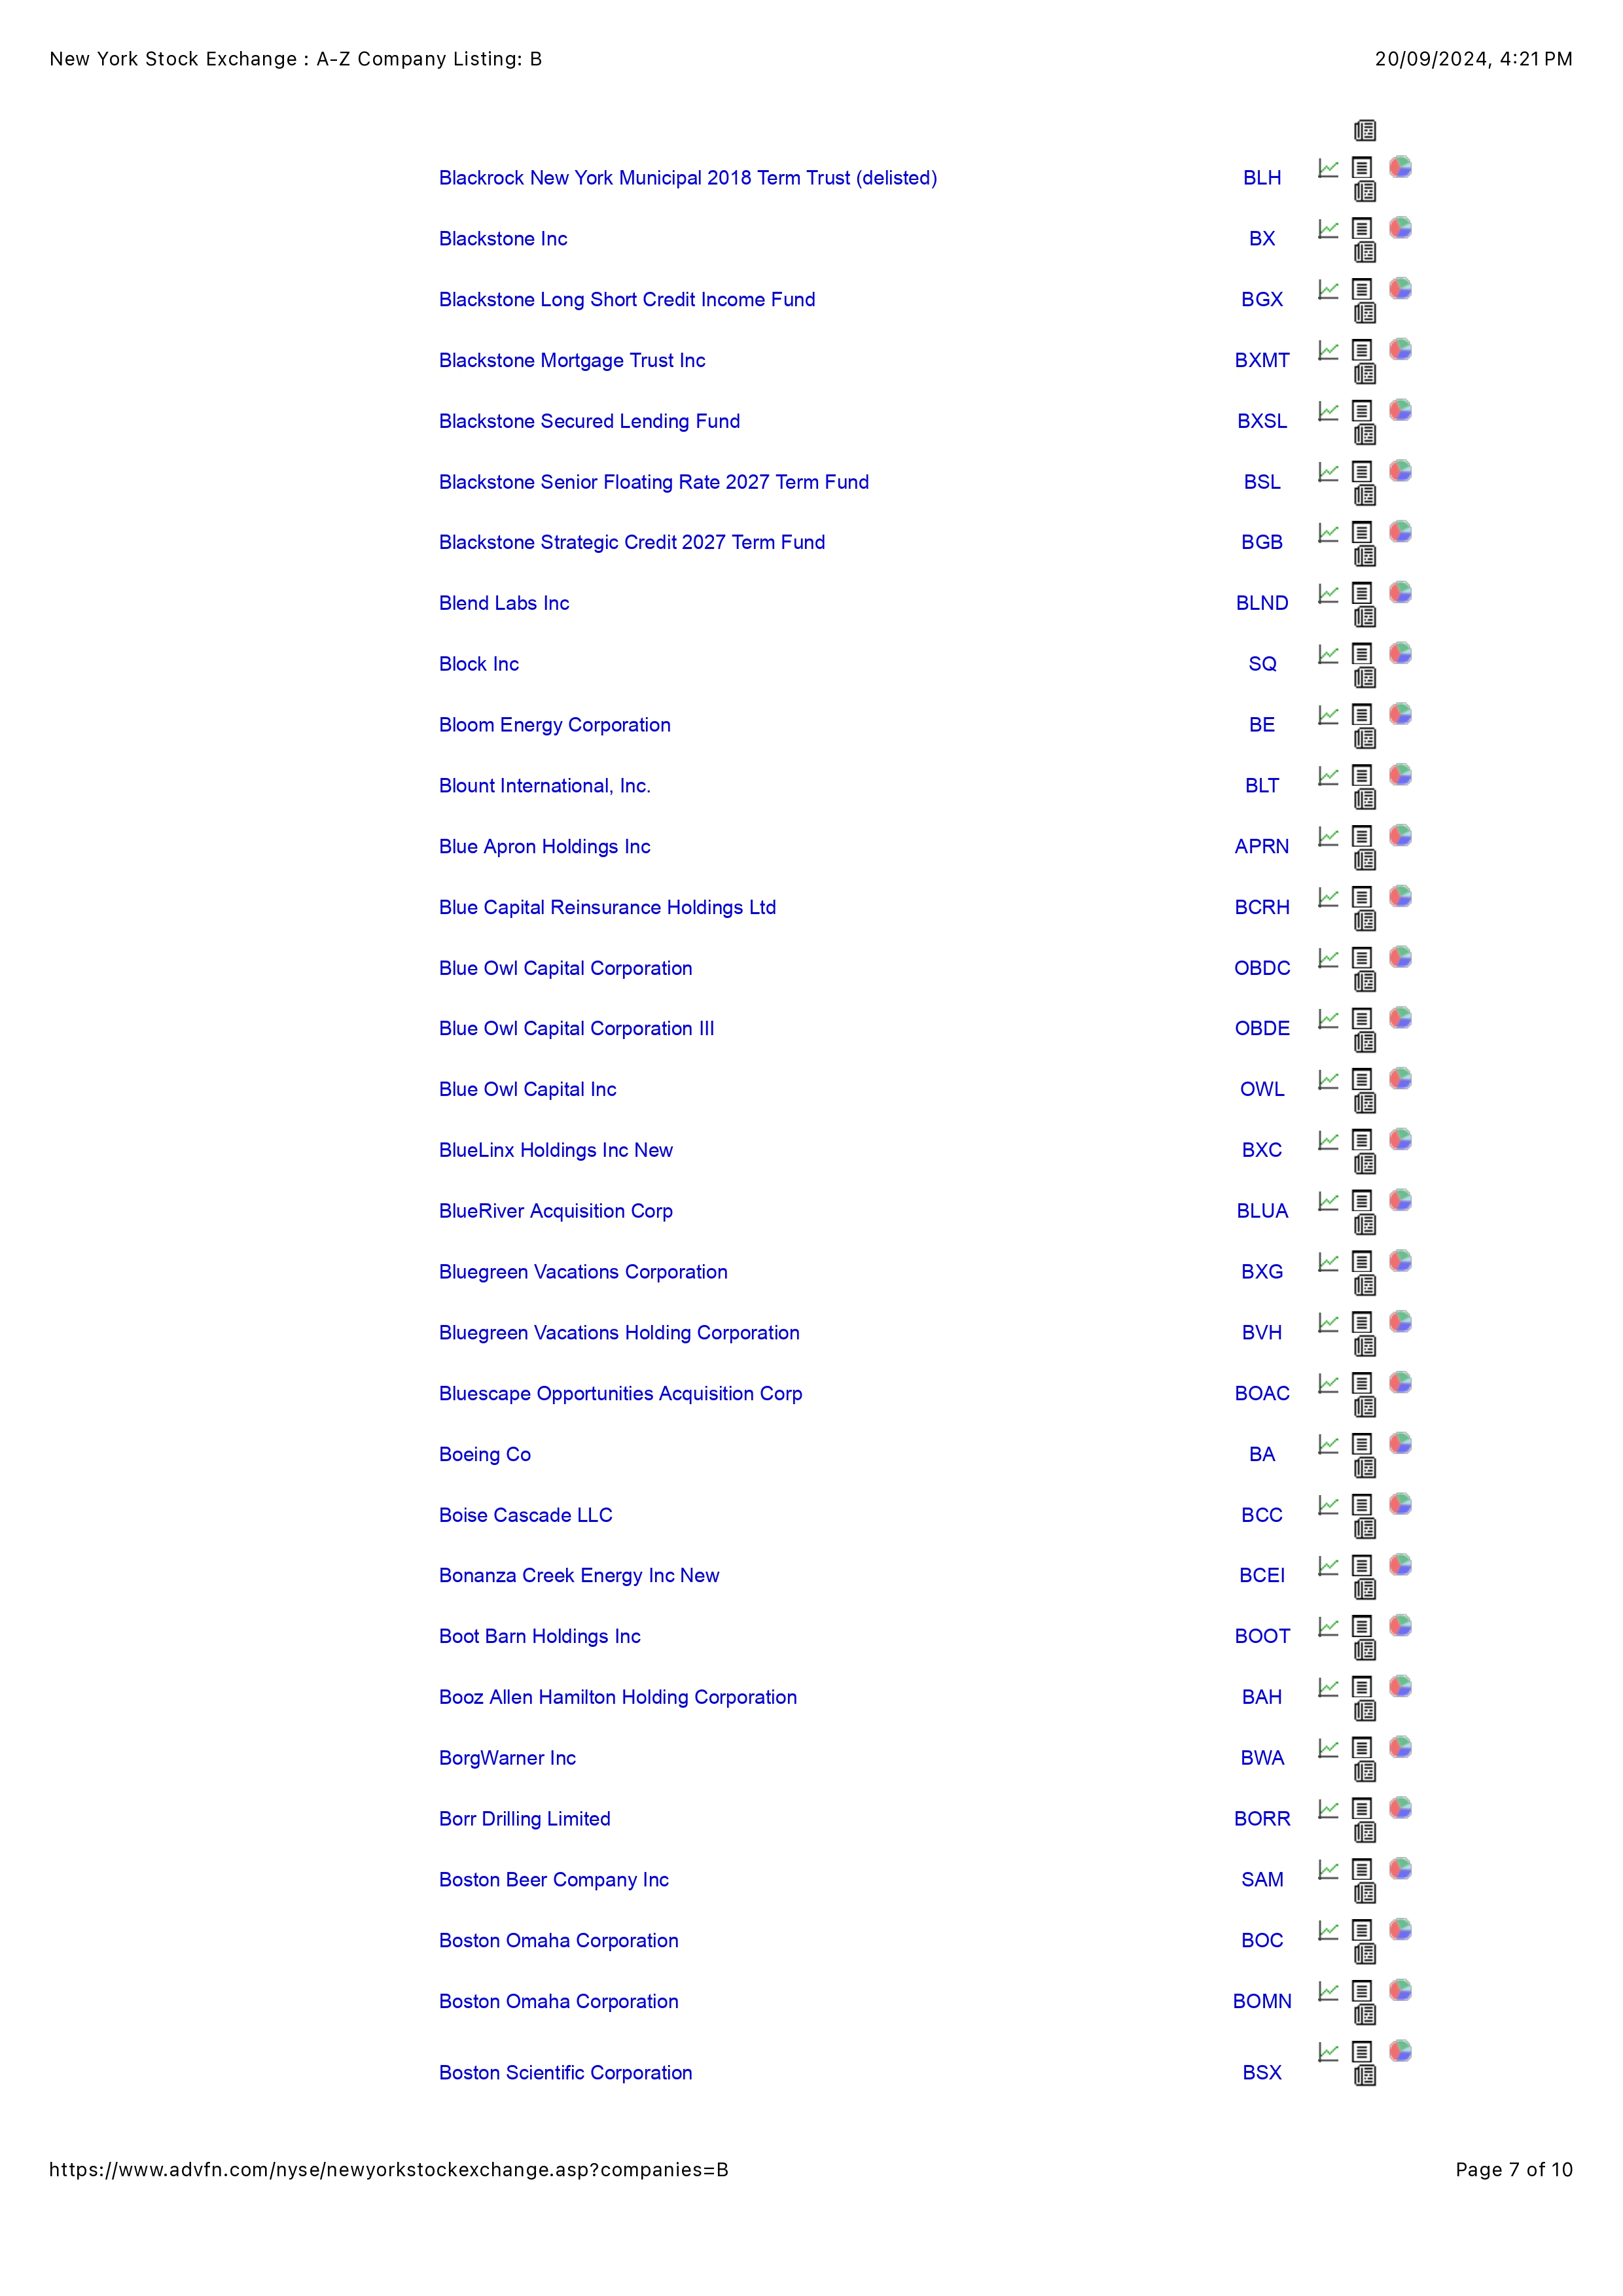 New York Stock Exchange : A-Z Company Listing: B 20/09/2024, 4:21 PM
Blackrock New York Municipal 2018 Term Trust (delisted) BLH
Blackstone Inc BX
Blackstone Long Short Credit Income Fund BGX
Blackstone Mortgage Trust Inc BXMT
Blackstone Secured Lending Fund BXSL
Blackstone Senior Floating Rate 2027 Term Fund BSL
Blackstone Strategic Credit 2027 Term Fund BGB
Blend Labs Inc BLND
Block Inc SQ
Bloom Energy Corporation BE
Blount International, Inc. BLT
Blue Apron Holdings Inc APRN
Blue Capital Reinsurance Holdings Ltd BCRH
Blue Owl Capital Corporation OBDC
Blue Owl Capital Corporation III OBDE
Blue Owl Capital Inc OWL
BlueLinx Holdings Inc New BXC
BlueRiver Acquisition Corp BLUA
Bluegreen Vacations Corporation BXG
Bluegreen Vacations Holding Corporation BVH
Bluescape Opportunities Acquisition Corp BOAC
Boeing Co BA
Boise Cascade LLC BCC
Bonanza Creek Energy Inc New BCEI
Boot Barn Holdings Inc BOOT
Booz Allen Hamilton Holding Corporation BAH
BorgWarner Inc BWA
Borr Drilling Limited BORR
Boston Beer Company Inc SAM
Boston Omaha Corporation BOC
Boston Omaha Corporation BOMN
Boston Scientific Corporation BSX
https://www.advfn.com/nyse/newyorkstockexchange.asp?companies=B Page 7 of 10